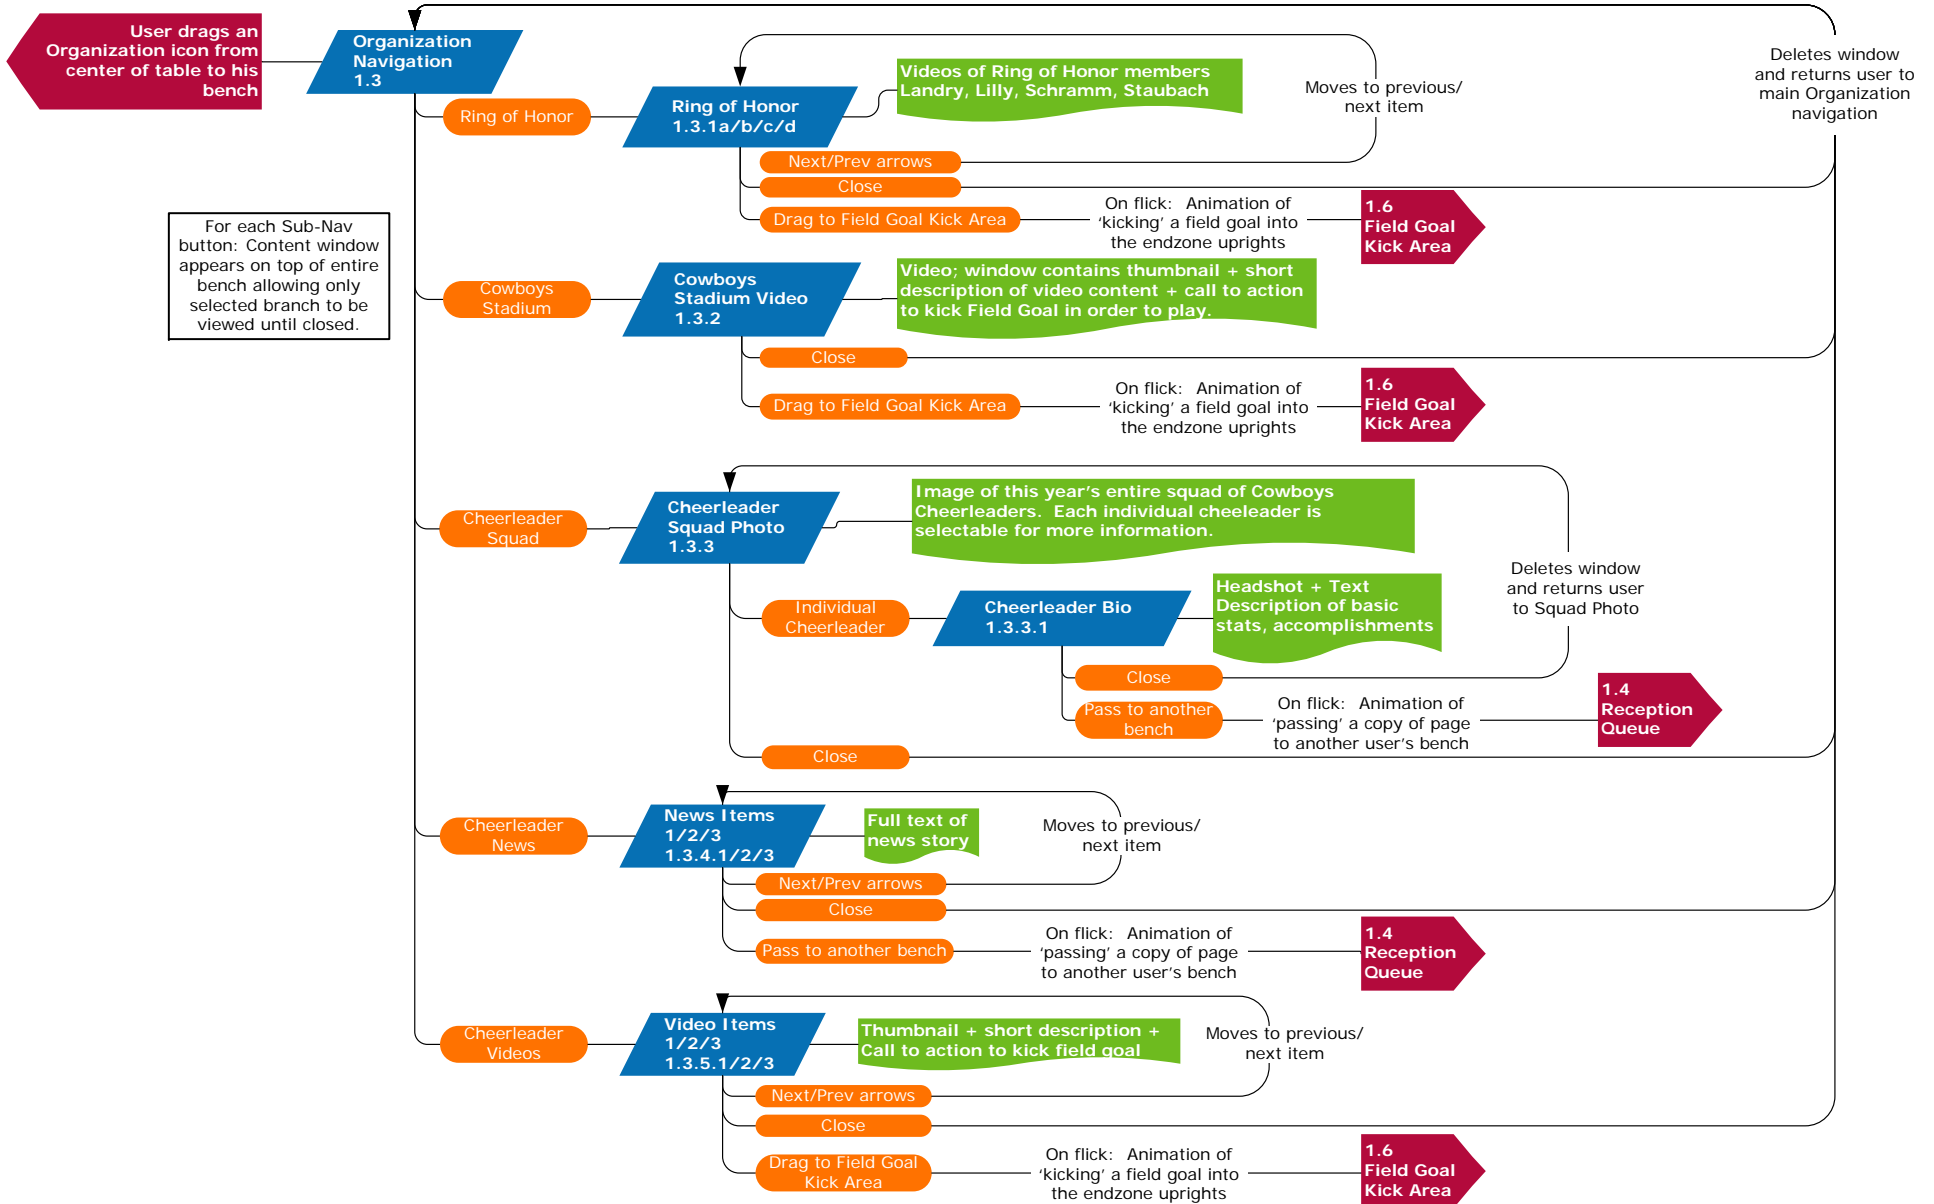 User drags an
Organization icon from
center of table to his
bench
Organization
Navigation
1.3
Deletes window
and returns user to
main Organization
navigation
Ring of Honor
Ring of Honor
1.3.1a/b/c/d
Videos of Ring of Honor members
Landry, Lilly, Schramm, Staubach
Moves to previous/
next item
Next/Prev arrows
Close
Drag to Field Goal Kick Area
On flick:  Animation of
‘kicking’ a field goal into
the endzone uprights
1.6
Field Goal
Kick Area
For each Sub-Nav
button:  Content window
appears on top of entire
bench allowing only
selected branch to be
viewed until closed.
Cowboys
Stadium
Cowboys
Stadium Video
1.3.2
Video; window contains thumbnail + short
description of video content + call to action
to kick Field Goal in order to play.
Close
Drag to Field Goal Kick Area
On flick:  Animation of
‘kicking’ a field goal into
the endzone uprights
1.6
Field Goal
Kick Area
Cheerleader
Squad
Cheerleader
Squad Photo
1.3.3
Image of this year’s entire squad of Cowboys
Cheerleaders.  Each individual cheeleader is
selectable for more information.
Deletes window
and returns user
to Squad Photo
Individual
Cheerleader
Cheerleader Bio
1.3.3.1
Headshot + Text
Description of basic
stats, accomplishments
Close
Pass to another
bench
On flick:  Animation of
‘passing’ a copy of page
to another user’s bench
1.4
Reception
Queue
Close
Cheerleader
News
News Items
1/2/3
1.3.4.1/2/3
Full text of
news story
Moves to previous/
next item
Next/Prev arrows
Close
Pass to another bench
On flick:  Animation of
‘passing’ a copy of page
to another user’s bench
1.4
Reception
Queue
Cheerleader
Videos
Video Items
1/2/3
1.3.5.1/2/3
Thumbnail + short description +
Call to action to kick field goal
Moves to previous/
next item
Next/Prev arrows
Close
Drag to Field Goal
Kick Area
On flick:  Animation of
‘kicking’ a field goal into
the endzone uprights
1.6
Field Goal
Kick Area